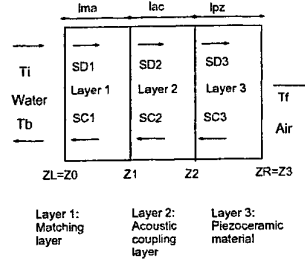 lma lac lpz
Ti SD1 SD2 SD3
Water Layer 1 Layer 2 Layer 3 Tf
Tb SC1 SC2 SC3 Air
ZL=Z0 Z1 Z2 ZR=Z3
Layer 1: Layer 2: Layer 3:
Matching Acoustic Piezoceramic
layer coupling material
layer